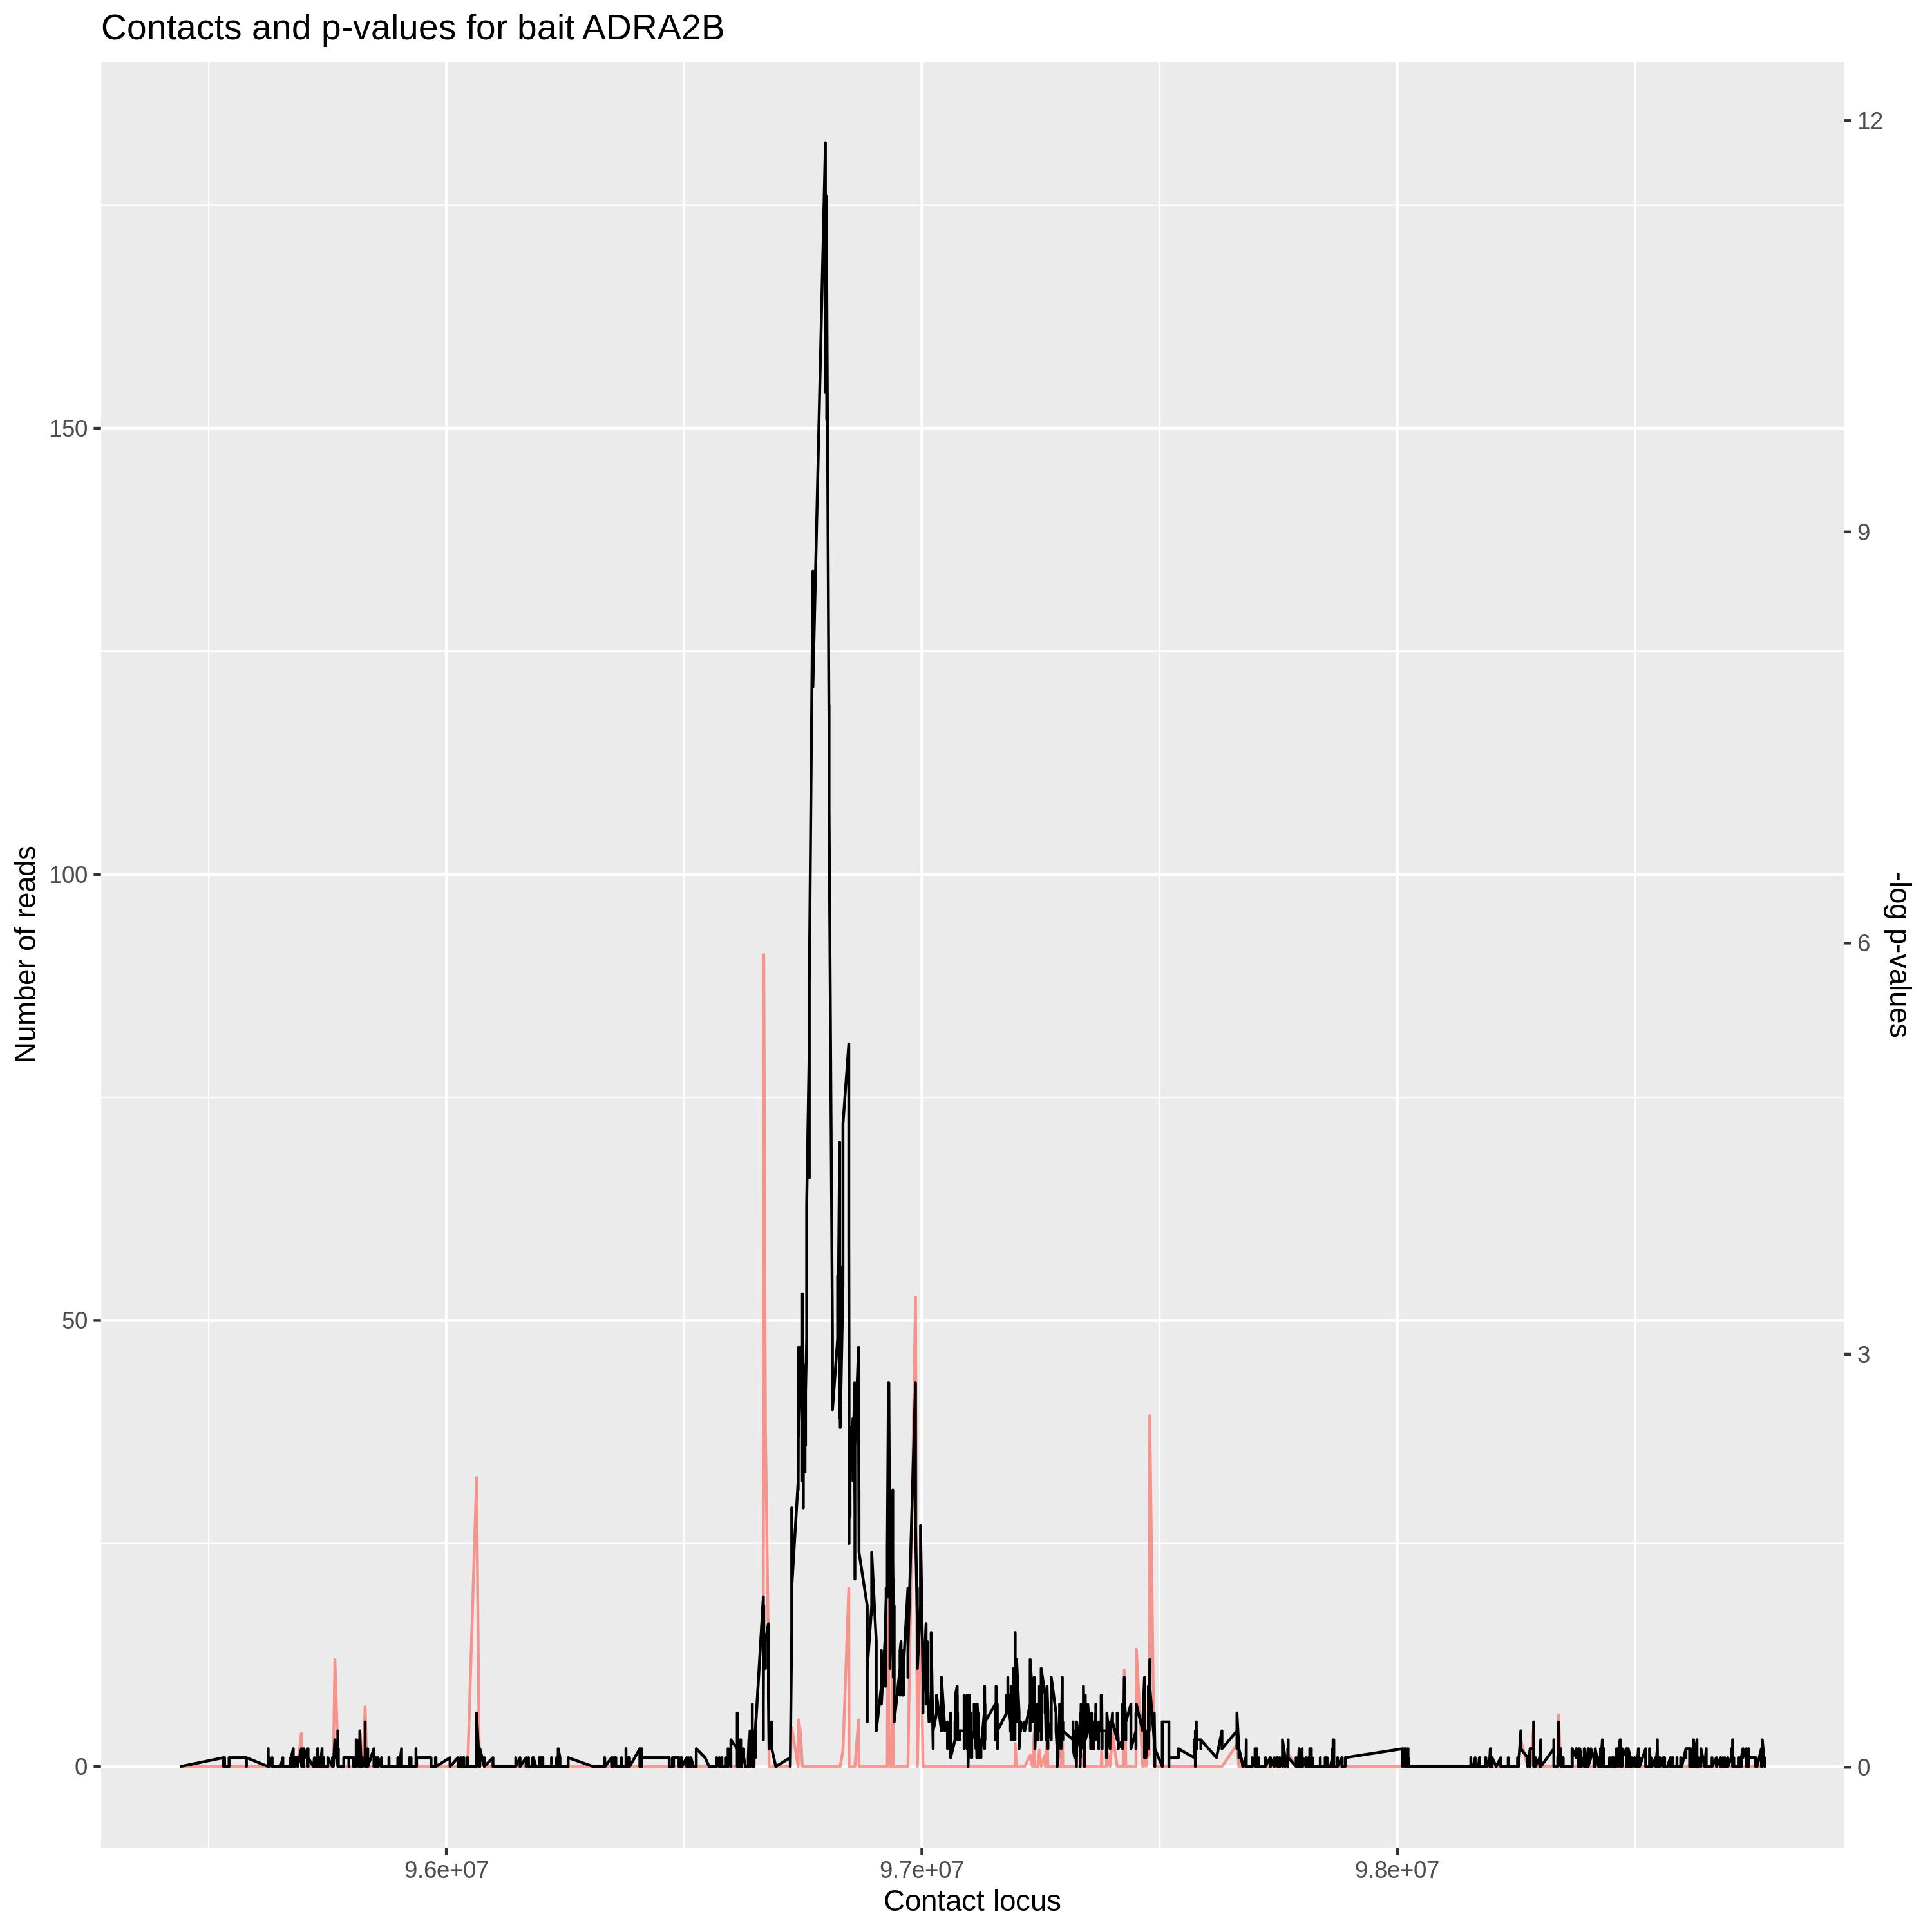 Contacts and p-values for bait ADRA2B
Number of reads
150
100
50
0
12
9
6
3
0
-log p-values
9.6e+07
9.7e+07
9.8e+07
Contact locus